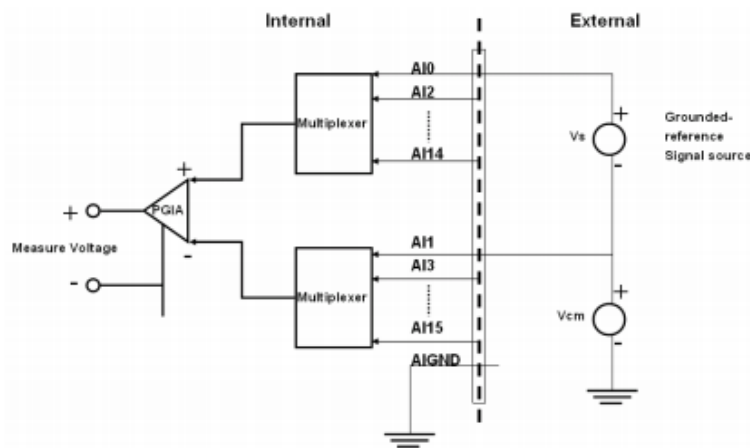 Internal
External
AI0
AI2
Multiplexer
AI14
+
Vs
-
Grounded-
reference
Signal source
+
PGIA
-
+
Measure Voltage
-
AI1
AI3
Multiplexer
AI15
AIGND
+
Vcm
-